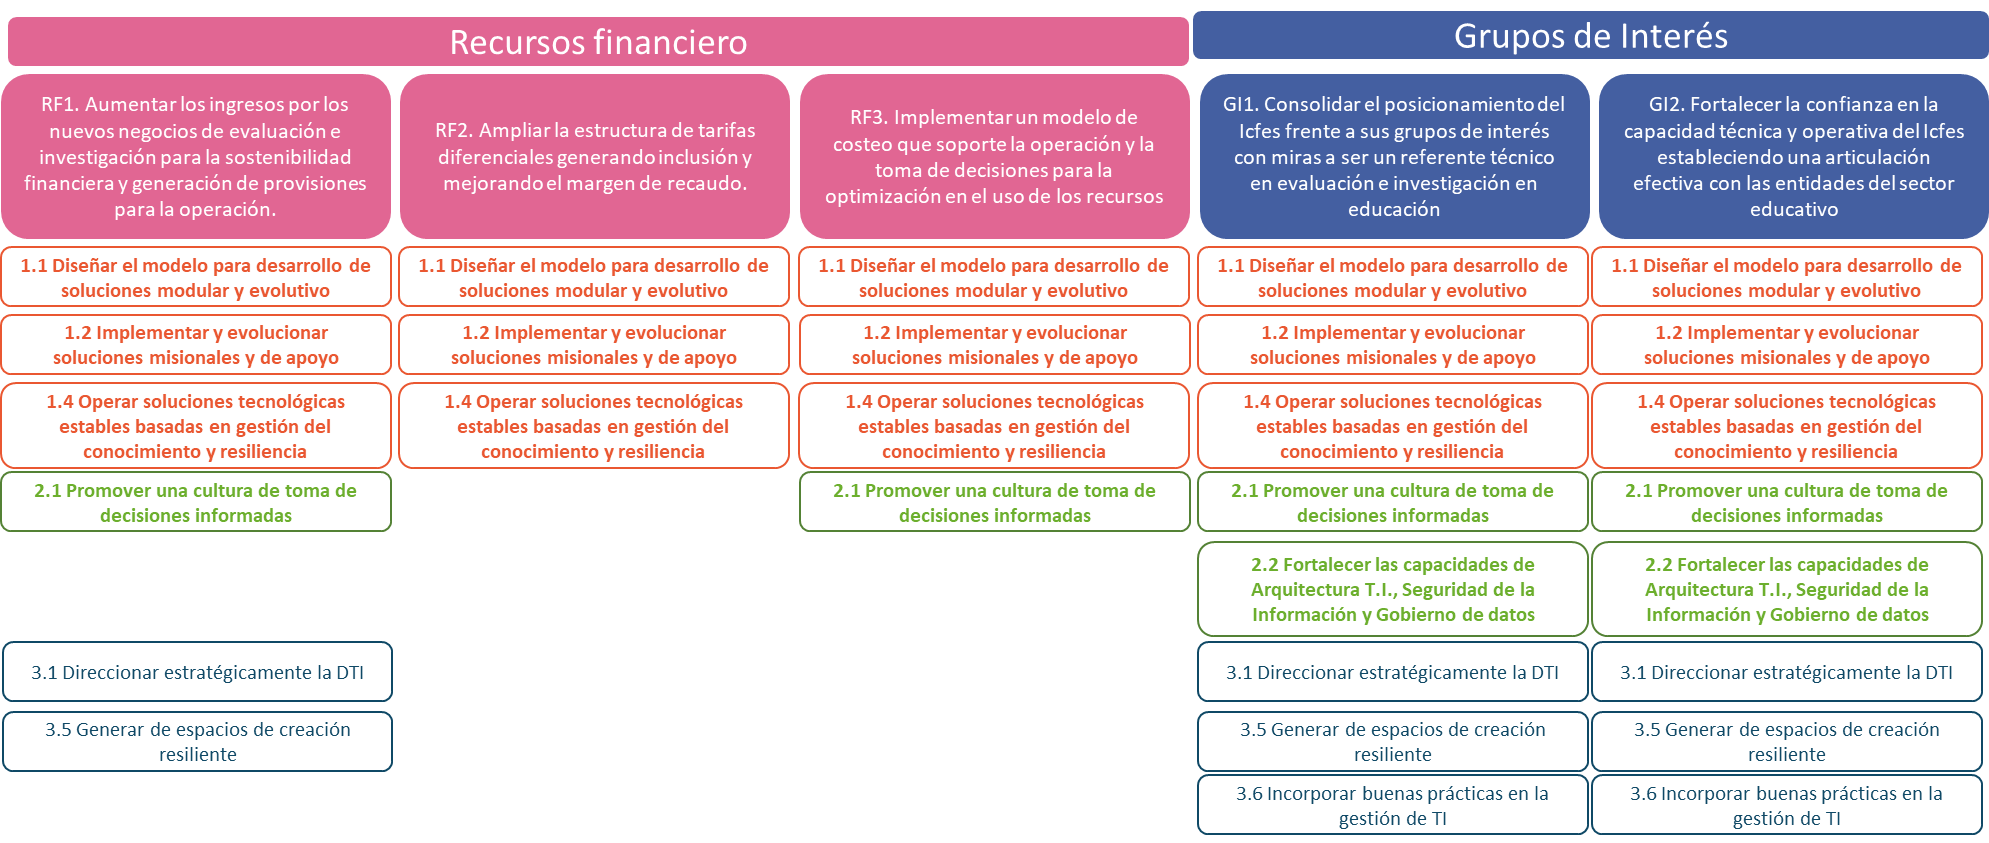 Recursos financiero
Grupos de Interés
RF1. Aumentar los ingresos por los
nuevos negocios de evaluación e
investigación para la sostenibilidad
financiera y generación de provisiones
para la operación.
RF2. Ampliar la estructura de tarifas
diferenciales generando inclusión y
mejorando el margen de recaudo.
RF3. Implementar un modelo de
costeo que soporte la operación y la
toma de decisiones para la
optimización en el uso de los recursos
GI1. Consolidar el posicionamiento del
Icfes frente a sus grupos de interés
con miras a ser un referente técnico
en evaluación e investigación en
educación
GI2. Fortalecer la confianza en la
capacidad técnica y operativa del Icfes
estableciendo una articulación
efectiva con las entidades del sector
educativo
1.1 Diseñar el modelo para desarrollo de
soluciones modular y evolutivo
1.1 Diseñar el modelo para desarrollo de
soluciones modular y evolutivo
1.1 Diseñar el modelo para desarrollo de
soluciones modular y evolutivo
1.1 Diseñar el modelo para desarrollo de
soluciones modular y evolutivo
1.1 Diseñar el modelo para desarrollo de
soluciones modular y evolutivo
1.2 Implementar y evolucionar
soluciones misionales y de apoyo
1.2 Implementar y evolucionar
soluciones misionales y de apoyo
1.2 Implementar y evolucionar
soluciones misionales y de apoyo
1.2 Implementar y evolucionar
soluciones misionales y de apoyo
1.2 Implementar y evolucionar
soluciones misionales y de apoyo
1.4 Operar soluciones tecnológicas
estables basadas en gestión del
conocimiento y resiliencia
1.4 Operar soluciones tecnológicas
estables basadas en gestión del
conocimiento y resiliencia
1.4 Operar soluciones tecnológicas
estables basadas en gestión del
conocimiento y resiliencia
1.4 Operar soluciones tecnológicas
estables basadas en gestión del
conocimiento y resiliencia
1.4 Operar soluciones tecnológicas
estables basadas en gestión del
conocimiento y resiliencia
2.1 Promover una cultura de toma de
decisiones informadas
2.1 Promover una cultura de toma de
decisiones informadas
2.1 Promover una cultura de toma de
decisiones informadas
2.1 Promover una cultura de toma de
decisiones informadas
2.2 Fortalecer las capacidades de
Arquitectura T.I., Seguridad de la
Información y Gobierno de datos
2.2 Fortalecer las capacidades de
Arquitectura T.I., Seguridad de la
Información y Gobierno de datos
3.1 Direccionar estratégicamente la DTI
3.1 Direccionar estratégicamente la DTI
3.1 Direccionar estratégicamente la DTI
3.5 Generar de espacios de creación
resiliente
3.5 Generar de espacios de creación
resiliente
3.5 Generar de espacios de creación
resiliente
3.6 Incorporar buenas prácticas en la
gestión de TI
3.6 Incorporar buenas prácticas en la
gestión de TI